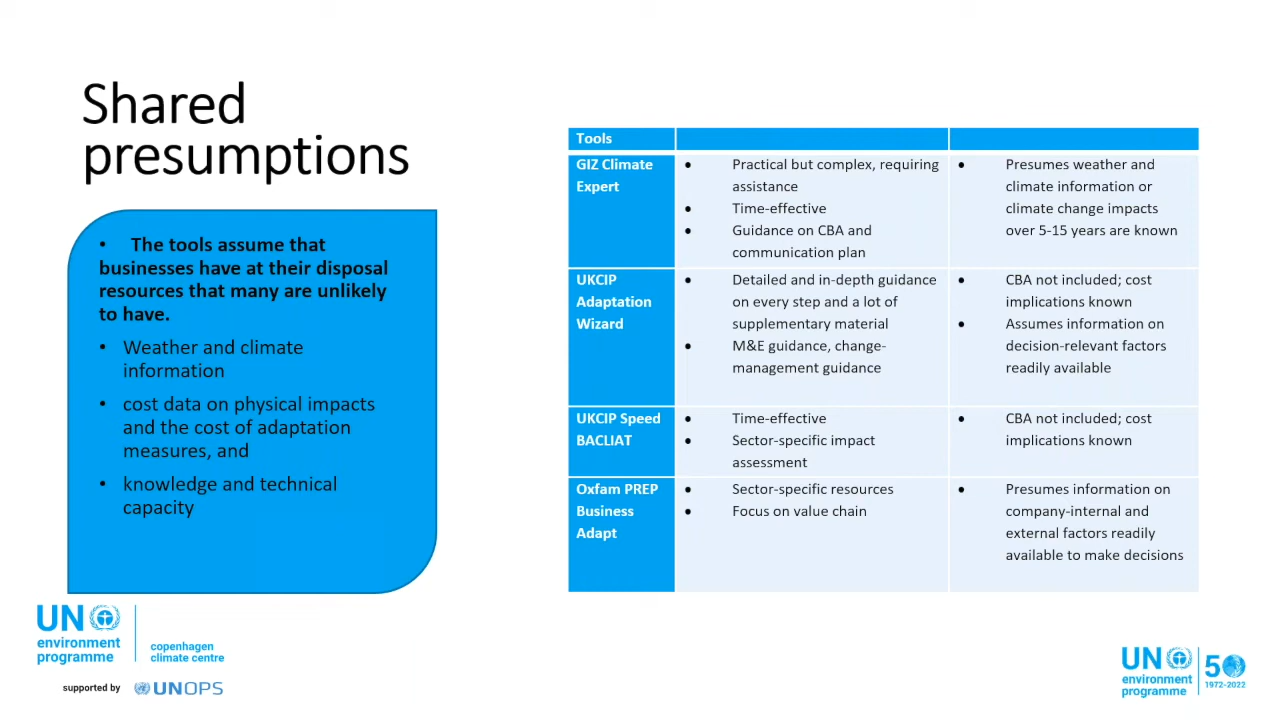 Shared
presumptions
• The tools assume that
businesses have at their disposal
resources that many are unlikely
to have.
• Weather and climate
information
• cost data on physical impacts
and the cost of adaptation
measures, and
• knowledge and technical
capacity
Tools
GIZ Climate
Expert
• Practical but complex, requiring
assistance
• Time-effective
• Guidance on CBA and
communication plan
• Presumes weather and
climate information or
climate change impacts
over 5-15 years are known
UKCIP
Adaptation
Wizard
• Detailed and in-depth guidance
on every step and a lot of
supplementary material
• M&E guidance, change-
management guidance
• CBA not included; cost
implications known
• Assumes information on
decision-relevant factors
readily available
UKCIP Speed
BACLIAT
• Time-effective
• Sector-specific impact
assessment
• CBA not included; cost
implications known
Oxfam PREP
Business
Adapt
• Sector-specific resources
• Focus on value chain
• Presumes information on
company-internal and
external factors readily
available to make decisions
UN
environment
programme
copenhagen
climate centre
supported by UNOPS
UN
environment
programme
50
1972-2022